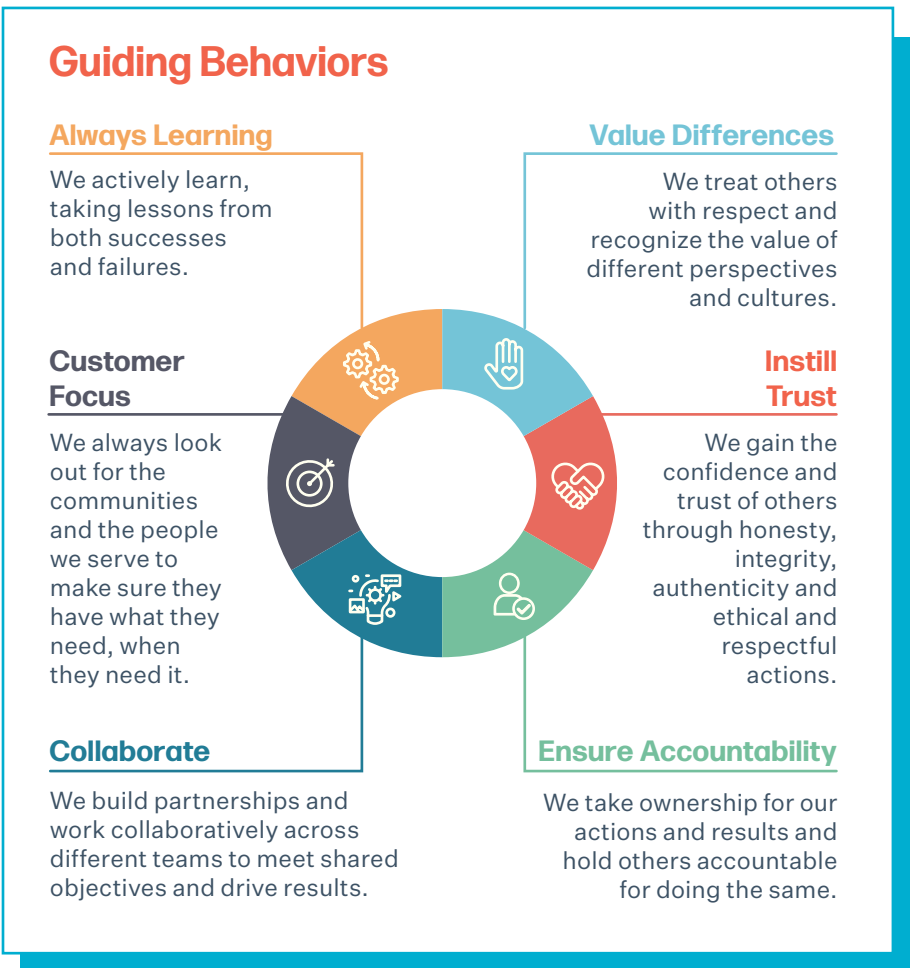 Guiding Behaviors
Always Learning
We actively learn,
taking lessons from
both successes
and failures.
Value Differences
We treat others
with respect and
recognize the value of
different perspectives
and cultures.
Customer
Focus
We always look
out for the
communities
and the people
we serve to
make sure they
have what they
need, when
they need it.
Instill
Trust
We gain the
confidence and
trust of others
through honesty,
integrity,
authenticity and
ethical and
respectful
actions.
Collaborate
We build partnerships and
work collaboratively across
different teams to meet shared
objectives and drive results.
Ensure Accountability
We take ownership for our
actions and results and
hold others accountable
for doing the same.